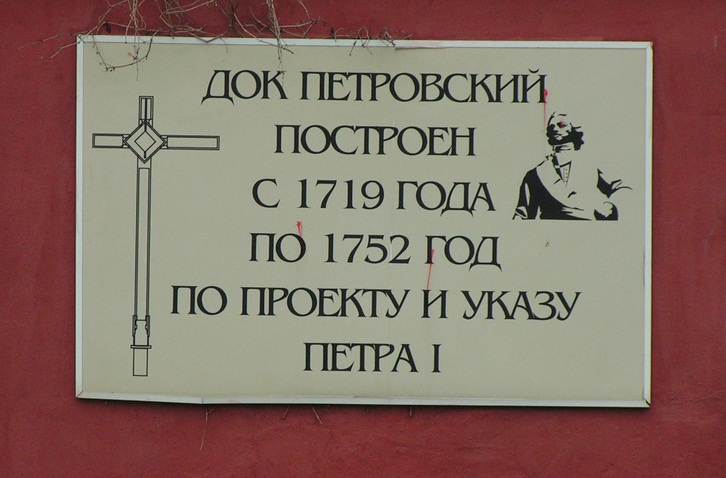 ДОК ПЕТРОВСКИЙ
ПОСТРОЕН
С 1719 ГОДА
ПО 1752 ГОД
ПО ПРОЕКТУ И УКАЗУ
ПЕТРА I